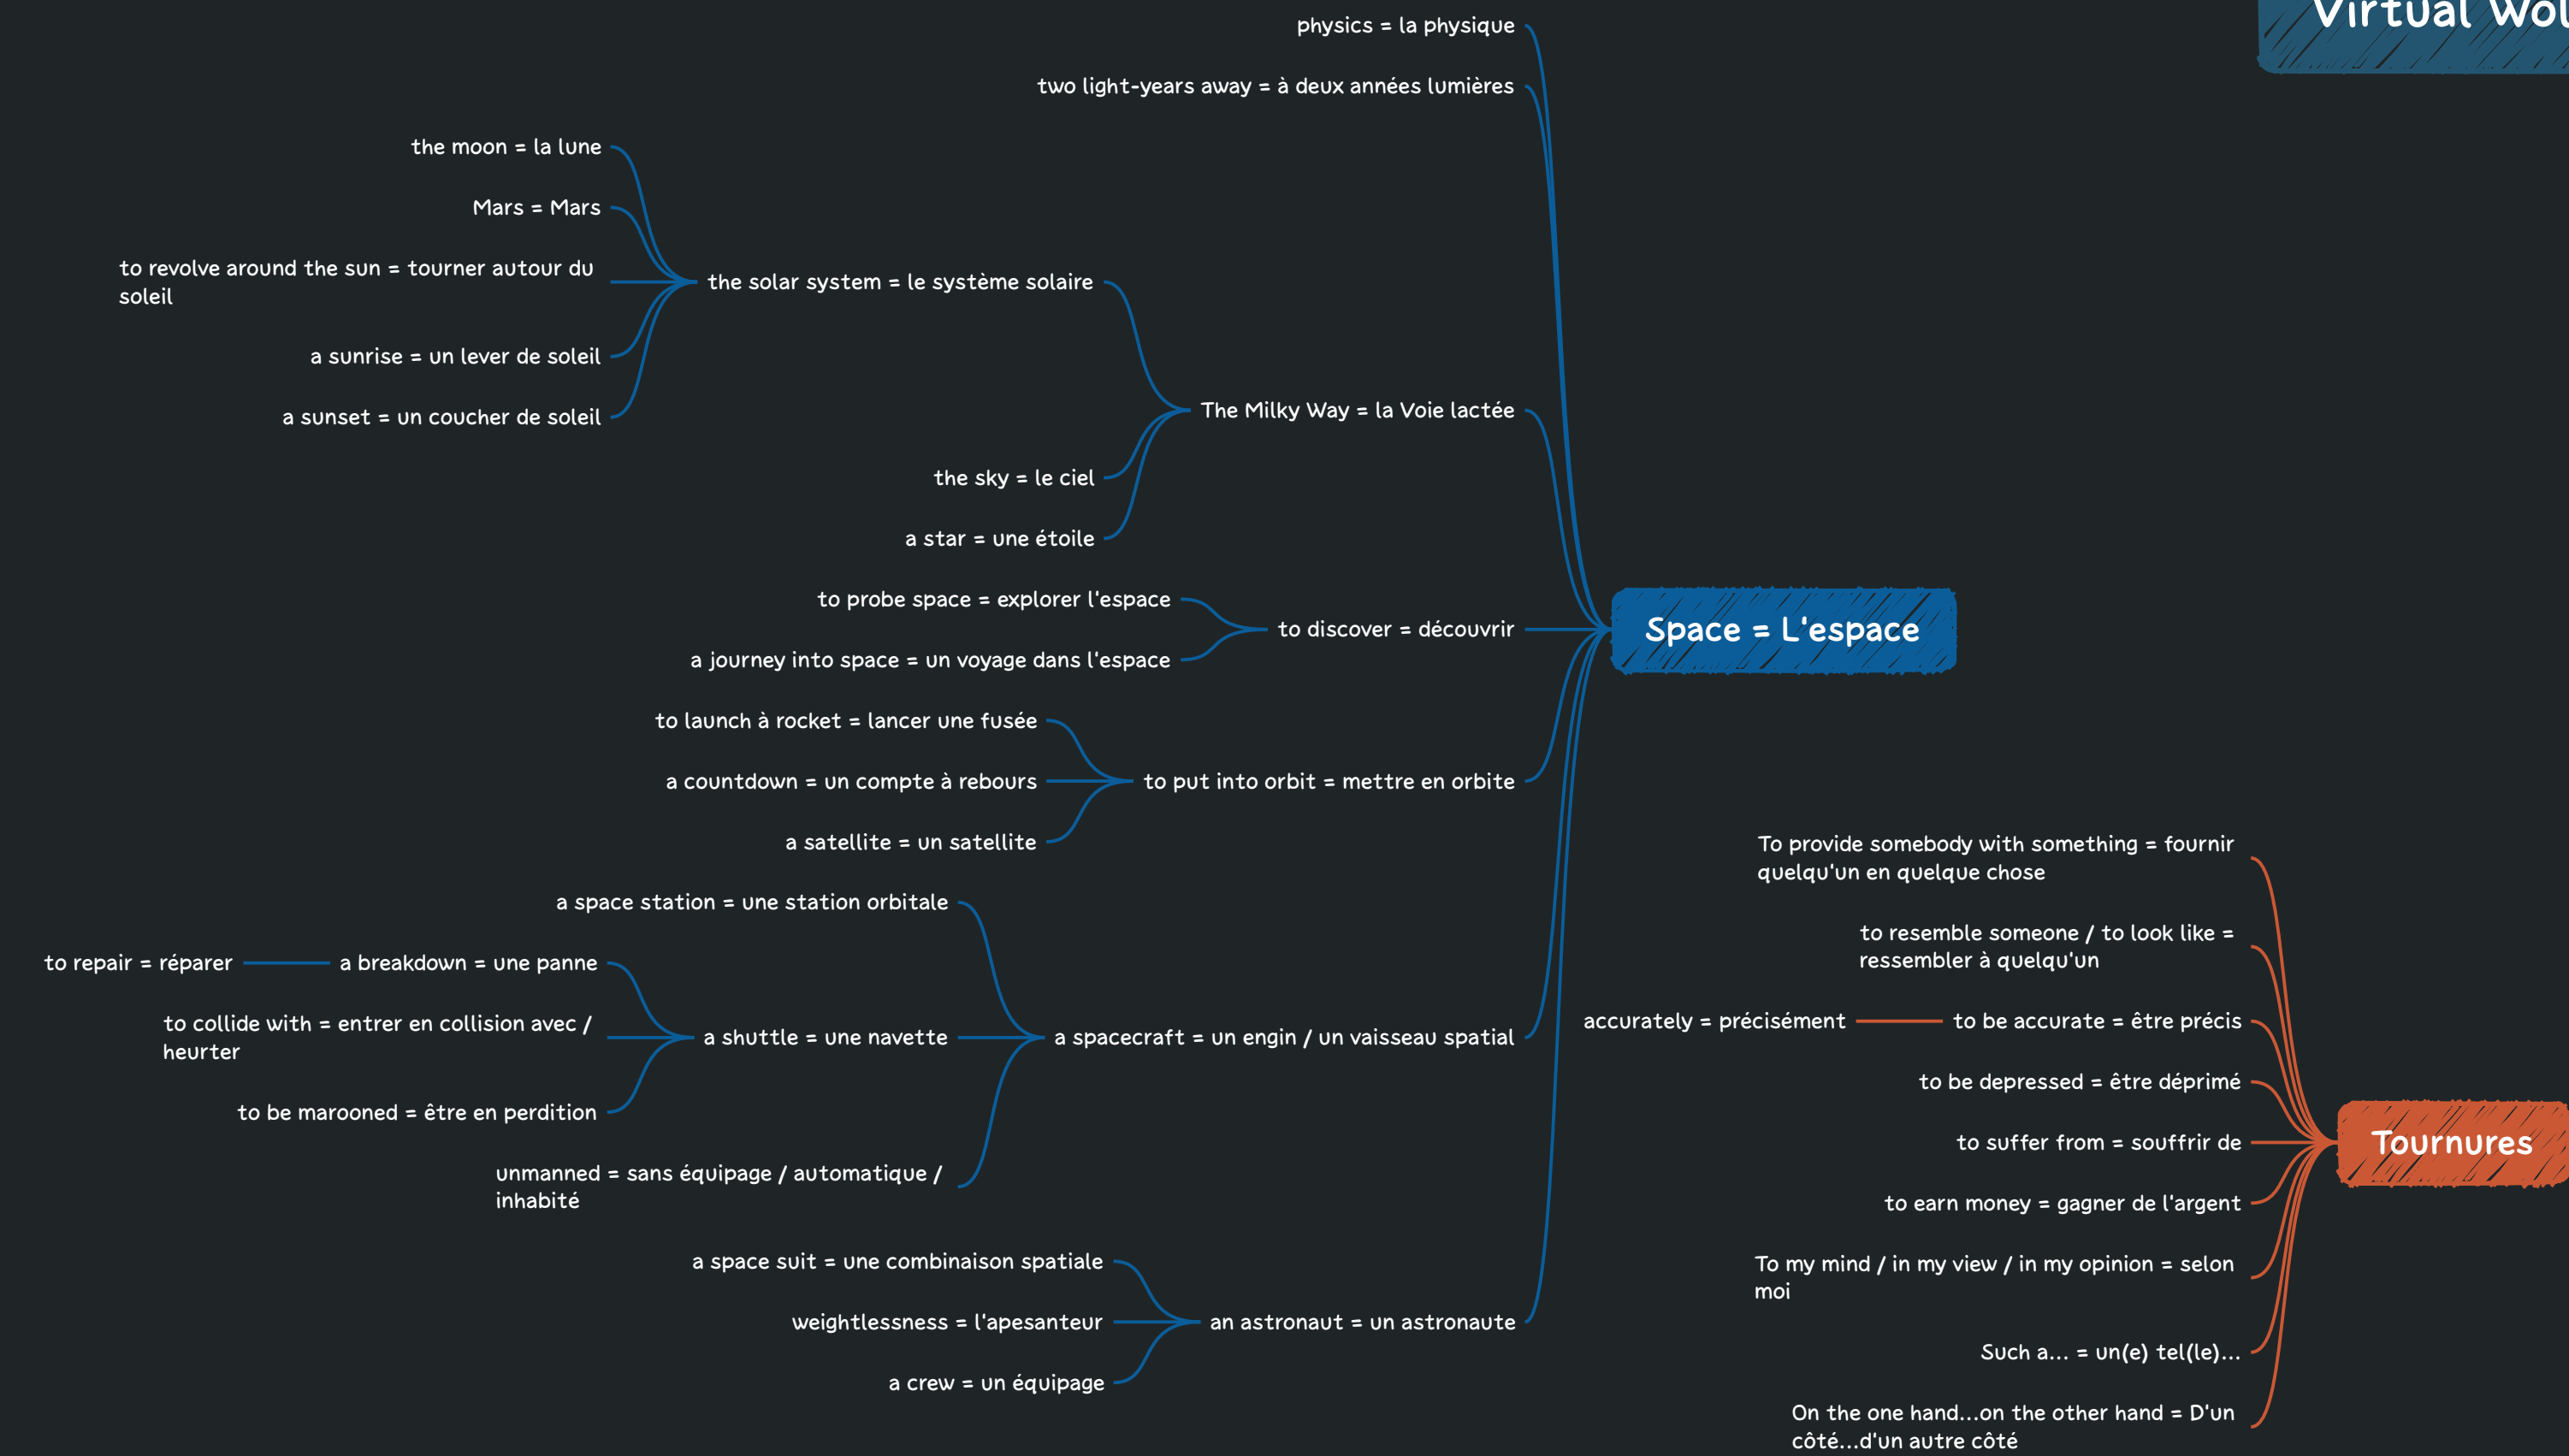 Virtual
physics = la physique
two light-years away = à deux années lumières
the moon = la lune
Mars = Mars
to revolve around the sun = tourner autour du
soleil
a sunrise = un lever de soleil
a sunset = un coucher de soleil
the solar system = le système solaire
the sky = le ciel
a star = une étoile
The Milky Way = la Voie lactée
to probe space = explorer l'espace
a journey into space = un voyage dans l'espace
to discover = découvrir
Space = L'espace
to launch à rocket = lancer une fusée
a countdown = un compte à rebours
a satellite = un satellite
to put into orbit = mettre en orbite
a space station = une station orbitale
to repair = réparer
a breakdown = une panne
to collide with = entrer en collision avec /
heurter
to be marooned = être en perdition
a shuttle = une navette
unmanned = sans équipage / automatique /
inhabité
a spacecraft = un engin / un vaisseau spatial
a space suit = une combinaison spatiale
weightlessness = l'apesanteur
a crew = un équipage
an astronaut = un astronaute
To provide somebody with something = fournir
quelqu'un en quelque chose
to resemble someone / to look like =
ressembler à quelqu'un
accurately = précisément
to be accurate = être précis
to be depressed = être déprimé
to suffer from = souffrir de
to earn money = gagner de l'argent
To my mind / in my view / in my opinion = selon
moi
Such a... = un(e) tel(le)...
On the one hand...on the other hand = D'un
côté...d'un autre côté
Tournures